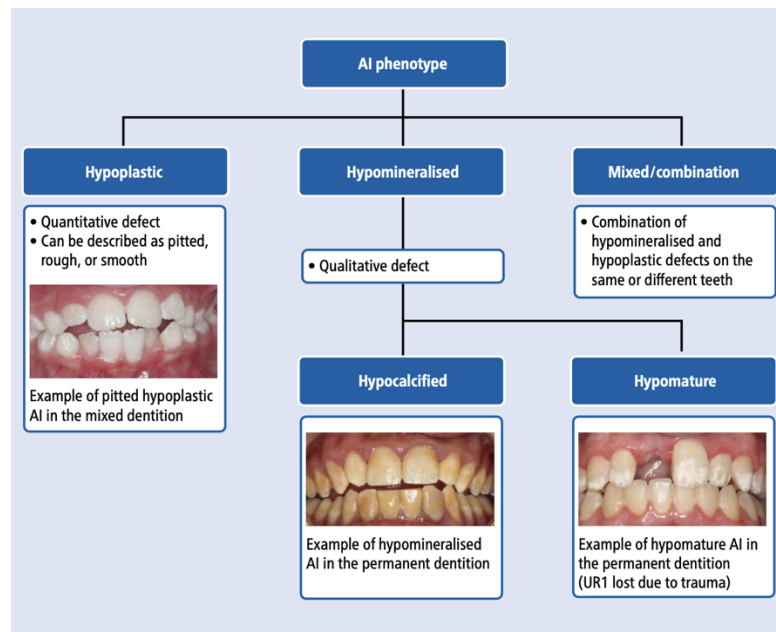 AI phenotype
Hypoplastic
Hypomineralised
Mixed/combination
• Quantitative defect
• Can be described as pitted,
rough, or smooth
Example of pitted hypoplastic
AI in the mixed dentition
• Qualitative defect
• Combination of
hypomineralised and
hypoplastic defects on the
same or different teeth
Hypocalcified
Hypomature
Example of hypomineralised
AI in the permanent dentition
Example of hypomature AI in
the permanent dentition
(UR1 lost due to trauma)